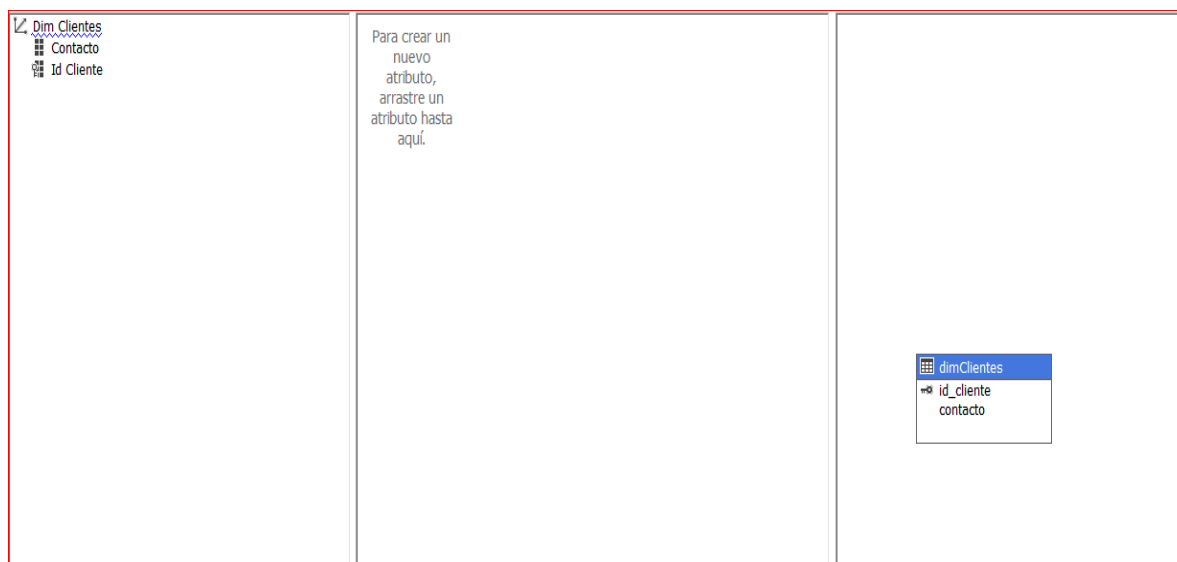 Dim Clientes
Contacto
Id Cliente
Para crear un
nuevo
atributo,
arrastre un
atributo hasta
aquí.
dimClientes
id_cliente
contacto